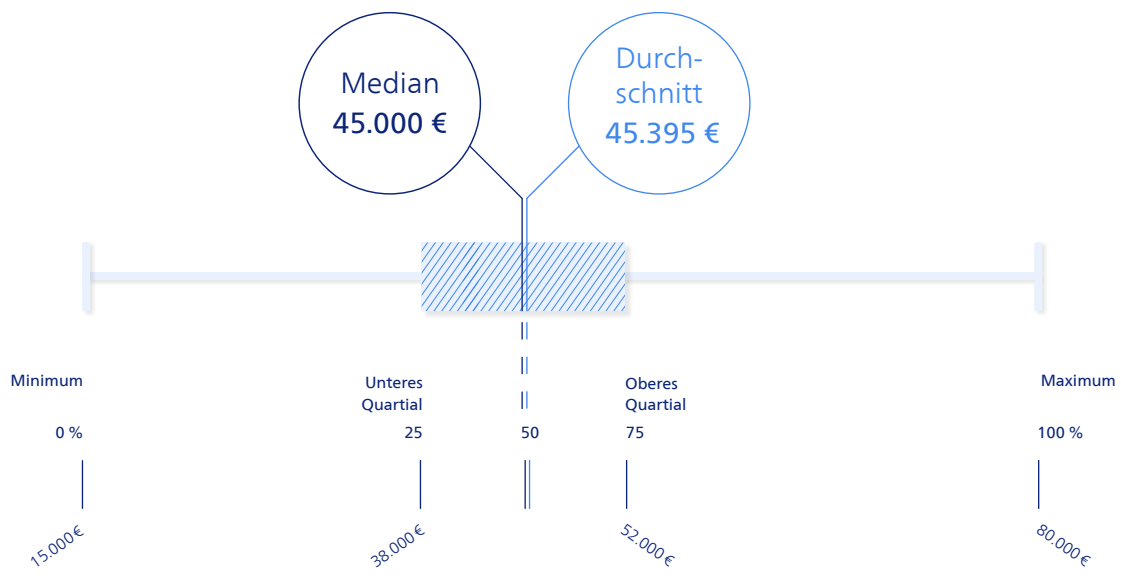 Median
45.000 €
Durch-
schnitt
45.395 €
Minimum
Unteres
Quartial
Oberes
Quartial
Maximum
0 %
25
50
75
100 %
15.000 €
38.000 €
52.000 €
80.000 €